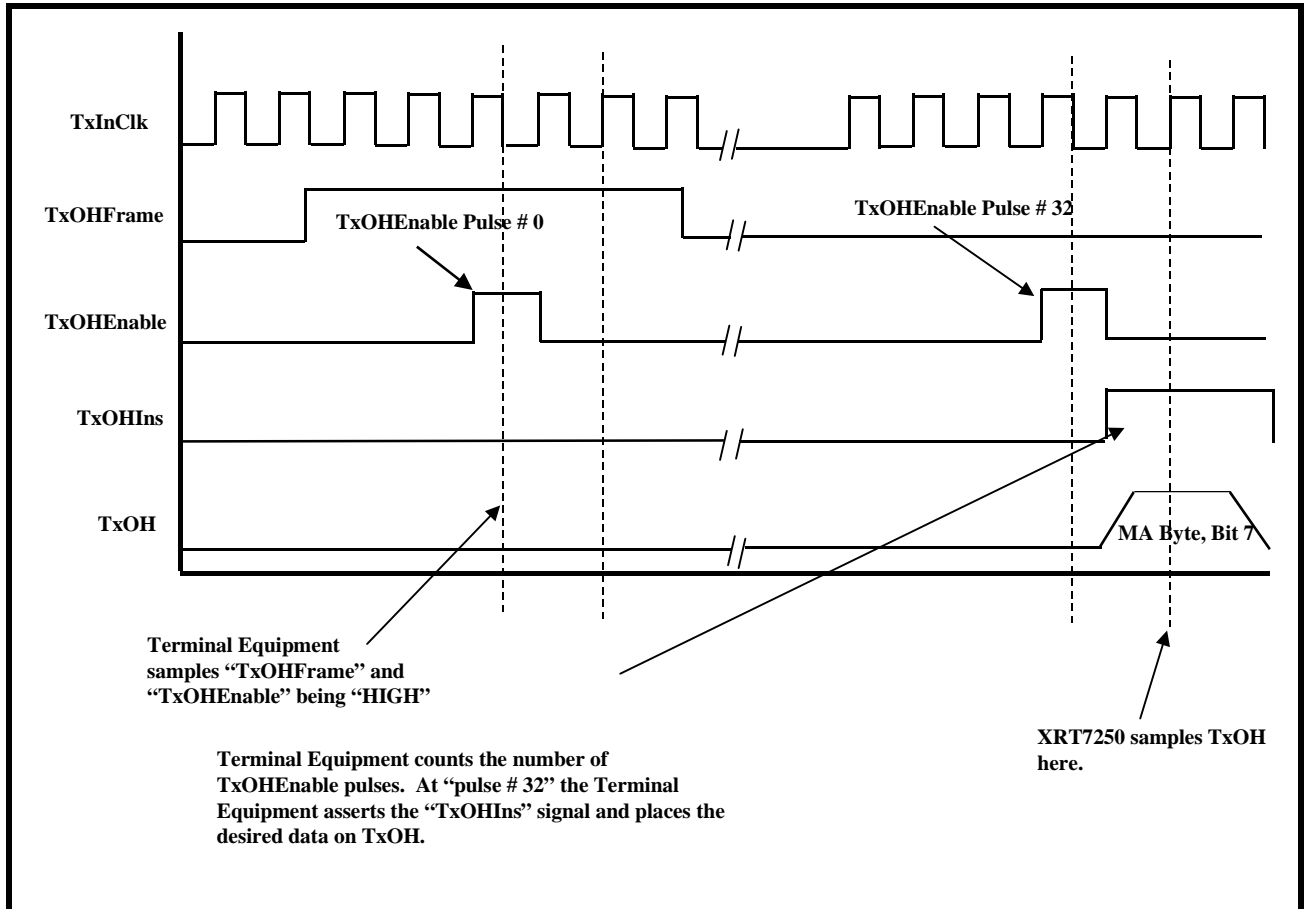 TxInClk
TxOHFrame
TxOHEnable Pulse # 0
TxOHEnable Pulse # 32
TxOHEnable
TxOHIns
TxOH
MA Byte, Bit 7
Terminal Equipment
samples “TxOHFrame” and
“TxOHEnable” being “HIGH”
XRT7250 samples TxOH
here.
Terminal Equipment counts the number of
TxOHEnable pulses. At “pulse # 32” the Terminal
Equipment asserts the “TxOHIns” signal and places the
desired data on TxOH.